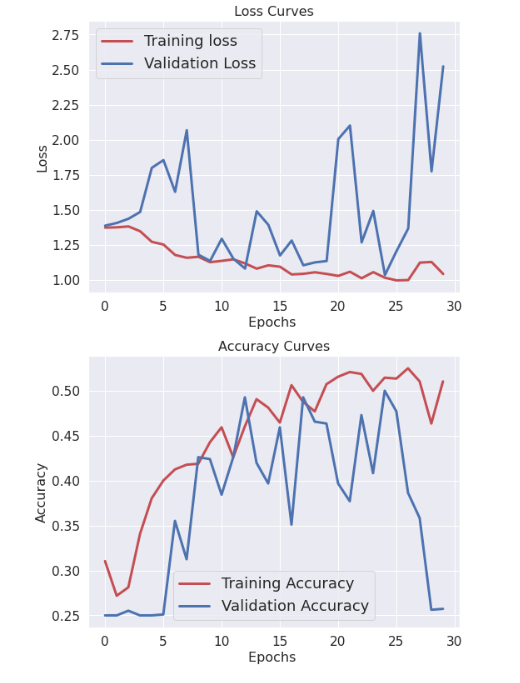 Loss Curves
2.75
2.50
2.25
2.00
1.75
1.50
1.25
1.00
Loss
Training loss
Validation Loss
0 5 10 15 20 25 30
Epochs
Accuracy Curves
0.50
0.45
0.40
0.35
0.30
0.25
Accuracy
Training Accuracy
Validation Accuracy
0 5 10 15 20 25 30
Epochs